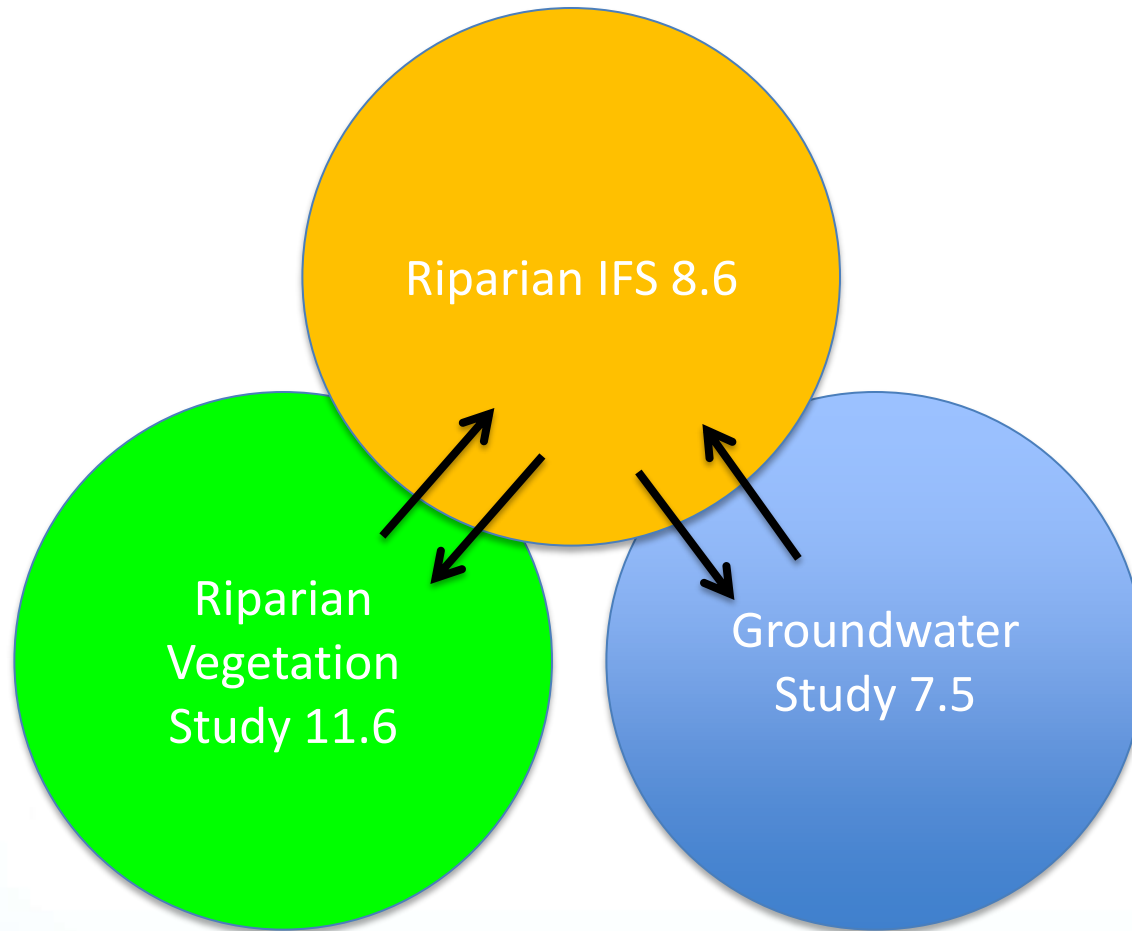 Riparian IFS 8.6
Riparian
Vegetation
Study 11.6
Groundwater
Study 7.5